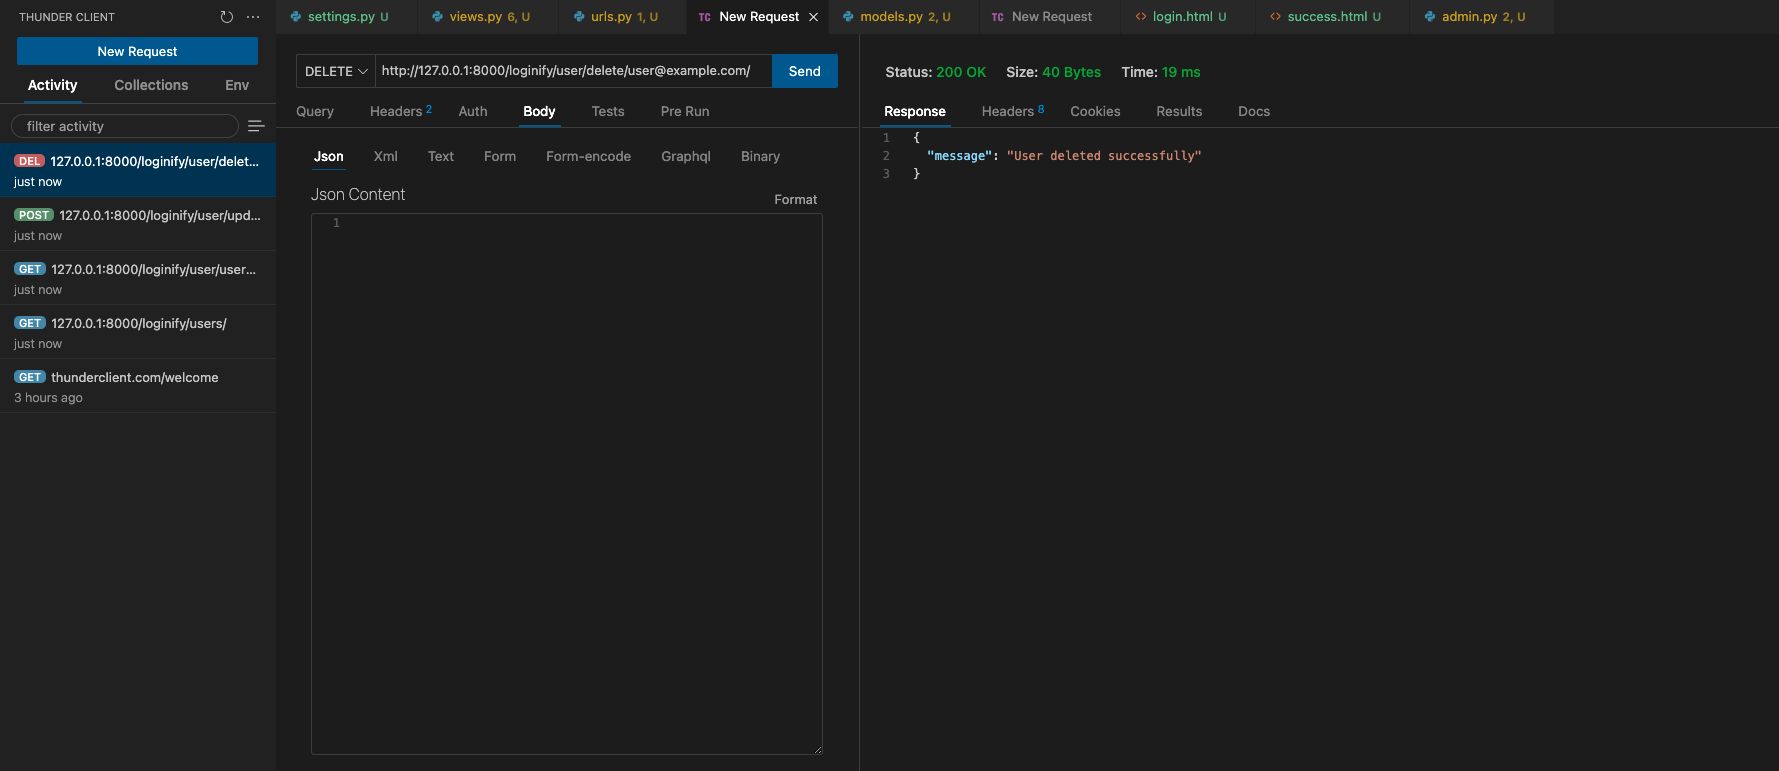 THUNDER CLIENT
New Request
Activity Collections Env
filter activity
DEL 127.0.0.1:8000/loginify/user/delet...
just now
POST 127.0.0.1:8000/loginify/user/upd...
just now
GET 127.0.0.1:8000/loginify/user/user...
just now
GET 127.0.0.1:8000/loginify/users/
just now
GET thunderclient.com/welcome
3 hours ago
settings.py U views.py 6, U urls.py 1, U TC New Request models.py 2, U TC New Request login.html U success.html U admin.py 2, U
DELETE http://127.0.0.1:8000/loginify/user/delete/user@example.com/ Send
Query Headers 2 Auth Body Tests Pre Run
Json Xml Text Form Form-encode Graphql Binary
Json Content
Format
1
Status: 200 OK Size: 40 Bytes Time: 19 ms
Response Headers 8 Cookies Results Docs
1 {
2 "message": "User deleted successfully"
3 }